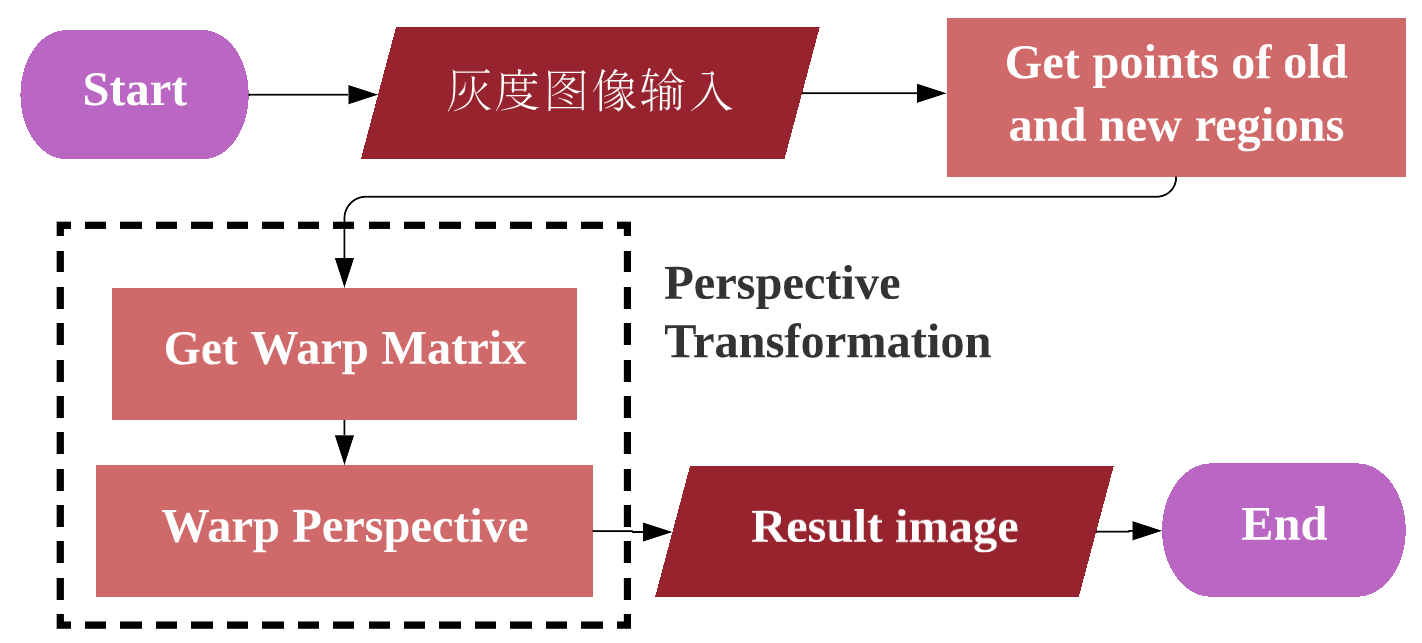 Start
灰度图像输入
Get points of old
and new regions
Perspective
Transformation
Get Warp Matrix
Warp Perspective
Result image
End